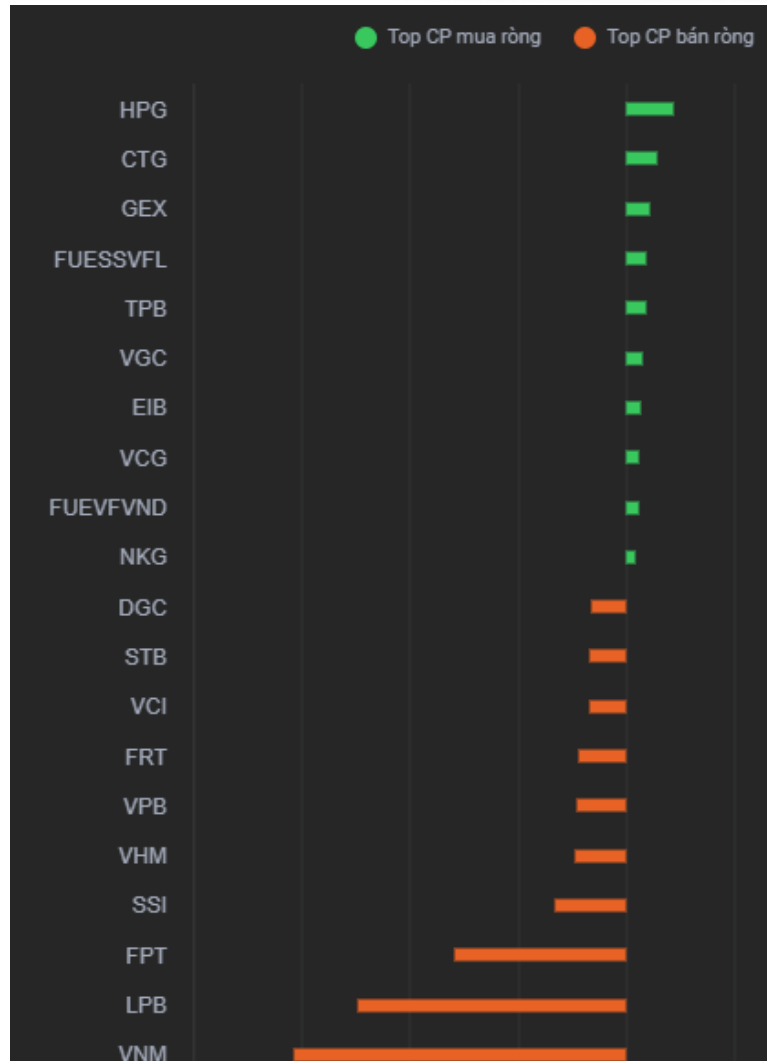 Top CP mua ròng Top CP bán ròng
HPG
CTG
GEX
FUESSVFL
TPB
VGC
EIB
VCG
FUEVFVND
NKG
DGC
STB
VCI
FRT
VPB
VHM
SSI
FPT
LPB
VNM